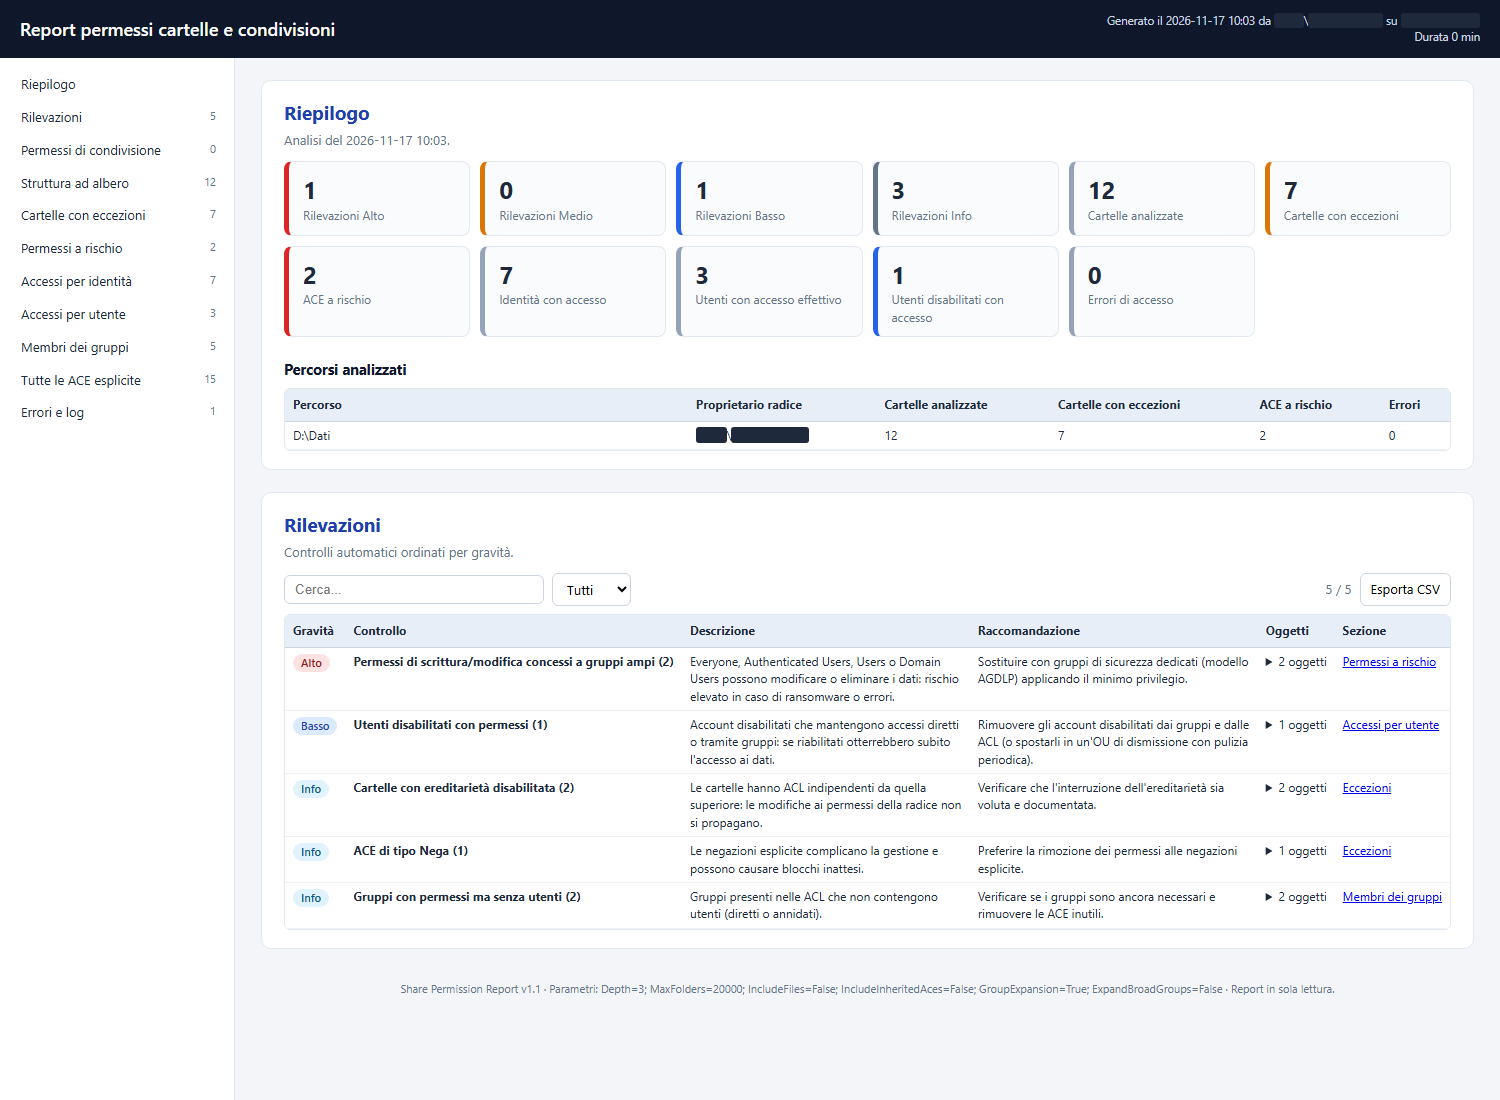 Report permessi cartelle e condivisioni
Generato il 2026-11-17 10:03 da \ su
Durata 0 min
Riepilogo
Rilevazioni 5
Permessi di condivisione 0
Struttura ad albero 12
Cartelle con eccezioni 7
Permessi a rischio 2
Accessi per identità 7
Accessi per utente 3
Membri dei gruppi 5
Tutte le ACE esplicite 15
Errori e log 1
Riepilogo
Analisi del 2026-11-17 10:03.
1
Rilevazioni Alto
0
Rilevazioni Medio
1
Rilevazioni Basso
3
Rilevazioni Info
12
Cartelle analizzate
7
Cartelle con eccezioni
2
ACE a rischio
7
Identità con accesso
3
Utenti con accesso effettivo
1
Utenti disabilitati con
accesso
0
Errori di accesso
Percorsi analizzati
Percorso Proprietario radice Cartelle analizzate Cartelle con eccezioni ACE a rischio Errori
D:\Dati \ 12 7 2 0
Rilevazioni
Controlli automatici ordinati per gravità.
Cerca... Tutti 5 / 5 Esporta CSV
Gravità Controllo Descrizione Raccomandazione Oggetti Sezione
Alto Permessi di scrittura/modifica concessi a gruppi ampi (2) Everyone, Authenticated Users, Users o Domain Sostituire con gruppi di sicurezza dedicati (modello ▶ 2 oggetti Permessi a rischio
Users possono modificare o eliminare i dati: rischio AGDLP) applicando il minimo privilegio.
elevato in caso di ransomware o errori.
Basso Utenti disabilitati con permessi (1) Account disabilitati che mantengono accessi diretti Rimuovere gli account disabilitati dai gruppi e dalle ▶ 1 oggetti Accessi per utente
o tramite gruppi: se riabilitati otterrebbero subito ACL (o spostarli in un'OU di dismissione con pulizia
l'accesso ai dati. periodica).
Info Cartelle con ereditarietà disabilitata (2) Le cartelle hanno ACL indipendenti da quella Verificare che l'interruzione dell'ereditarietà sia ▶ 2 oggetti Eccezioni
superiore: le modifiche ai permessi della radice non voluta e documentata.
si propagano.
Info ACE di tipo Nega (1) Le negazioni esplicite complicano la gestione e Preferire la rimozione dei permessi alle negazioni ▶ 1 oggetti Eccezioni
possono causare blocchi inattesi. esplicite.
Info Gruppi con permessi ma senza utenti (2) Gruppi presenti nelle ACL che non contengono Verificare se i gruppi sono ancora necessari e ▶ 2 oggetti Membri dei gruppi
utenti (diretti o annidati). rimuovere le ACE inutili.
Share Permission Report v1.1 · Parametri: Depth=3; MaxFolders=20000; IncludeFiles=False; IncludeInheritedAces=False; GroupExpansion=True; ExpandBroadGroups=False · Report in sola lettura.